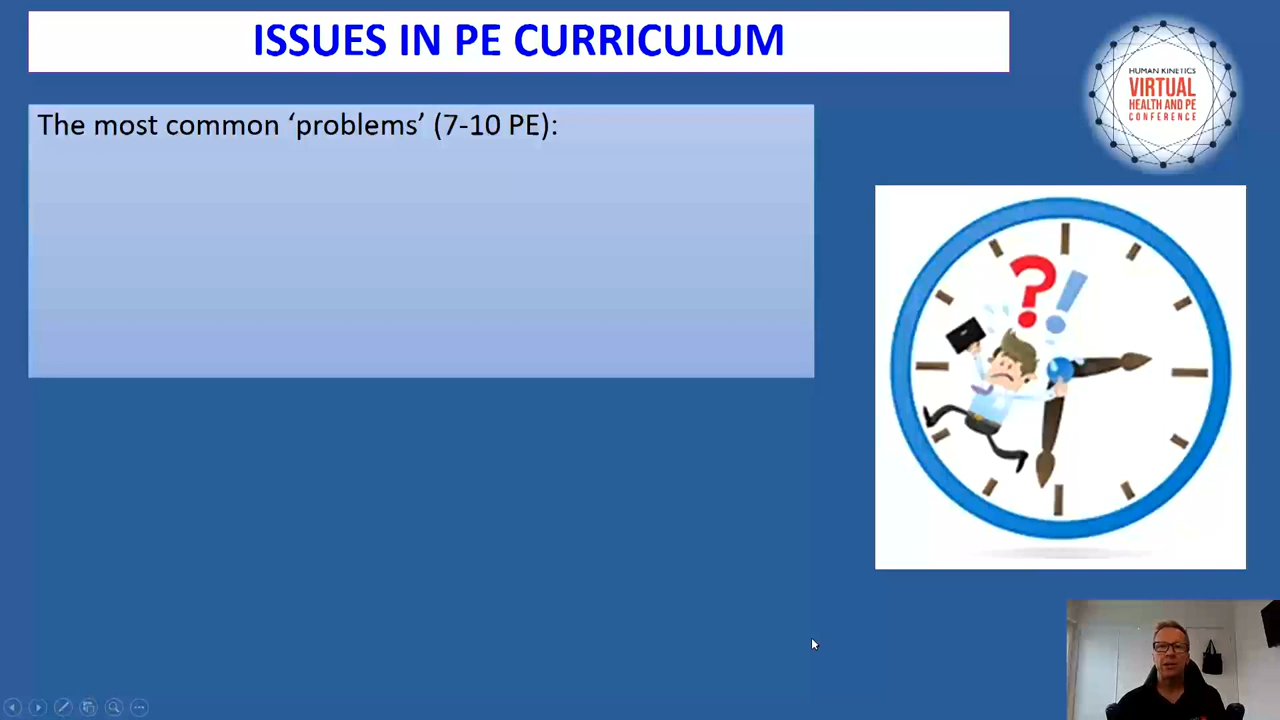 ISSUES IN PE CURRICULUM
HUMAN KINETICS
VIRTUAL
HEALTH AND PE
CONFERENCE
The most common ‘problems’ (7-10 PE):
?!